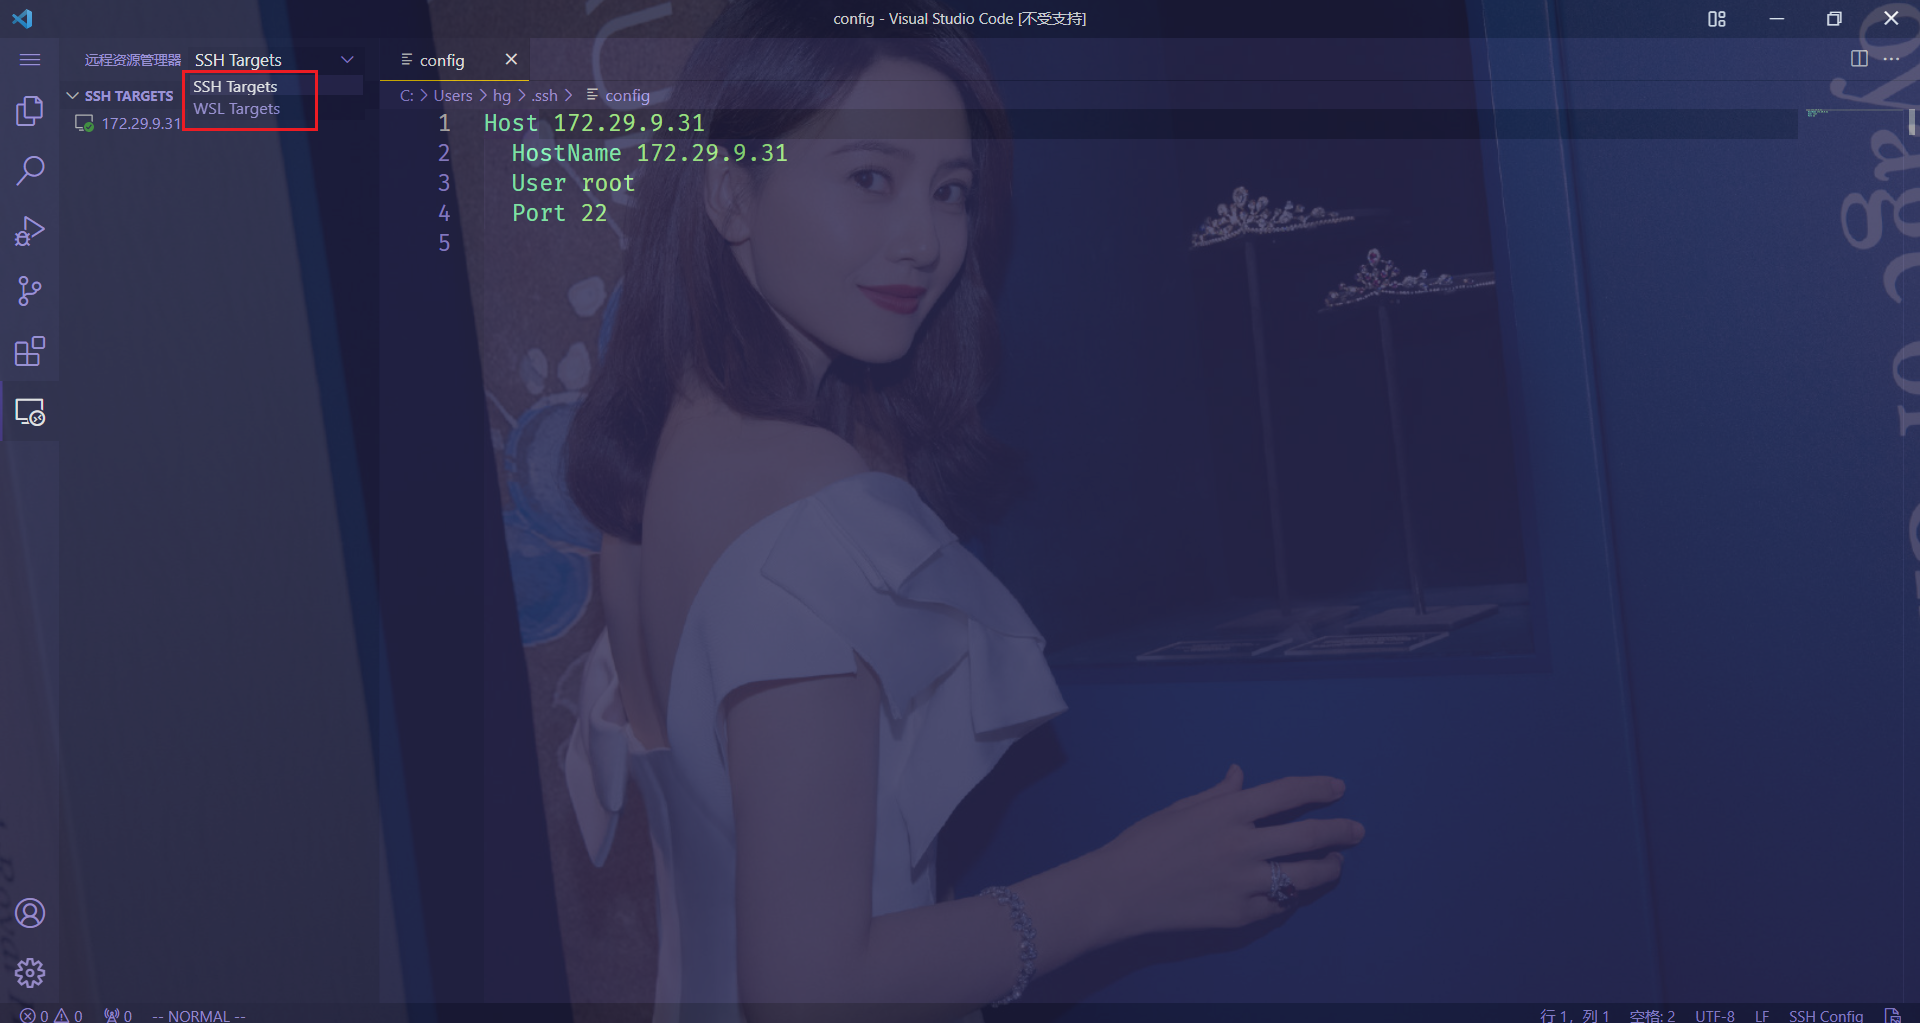 config - Visual Studio Code [不受支持]
远程资源管理器 SSH Targets
SSH Targets
WSL Targets
SSH TARGETS
172.29.9.31
config
C: > Users > hg > .ssh > config
1 Host 172.29.9.31
2 HostName 172.29.9.31
3 User root
4 Port 22
5
0 0 0 -- NORMAL --
行 1，列 1 空格: 2 UTF-8 LF SSH Config